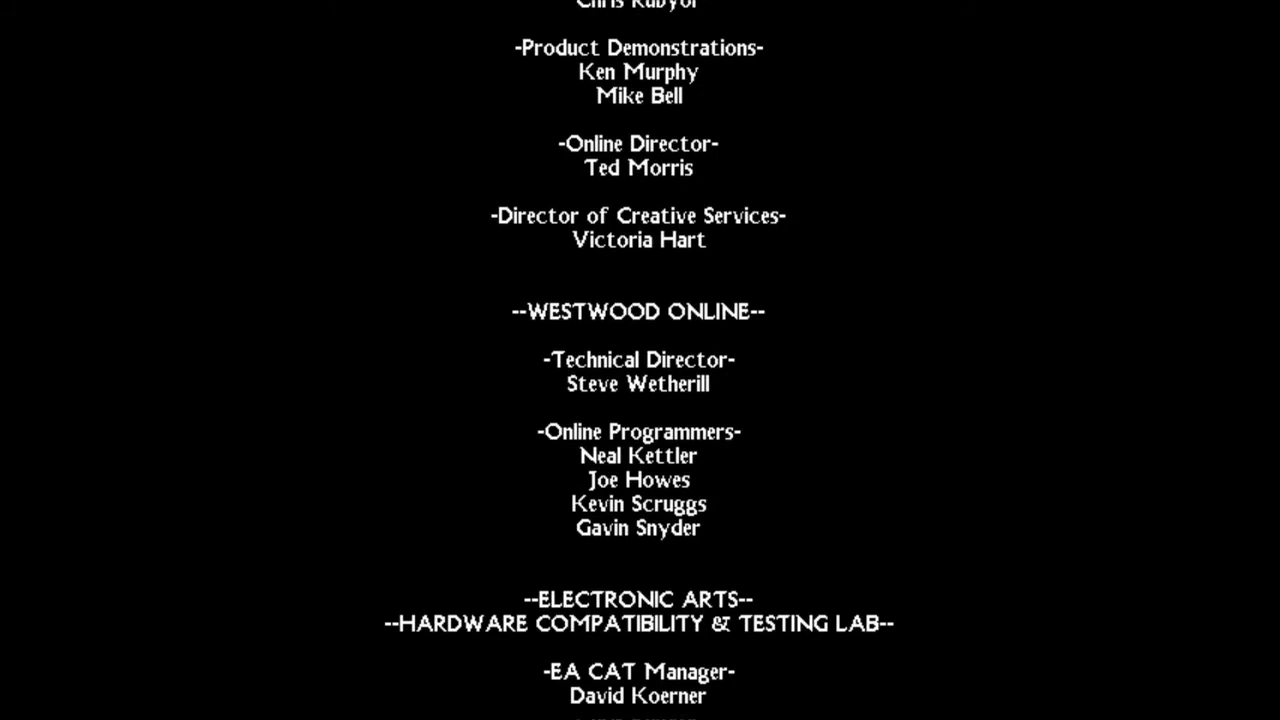 Chris Rubyor
-Product Demonstrations-
Ken Murphy
Mike Bell
-Online Director-
Ted Morris
-Director of Creative Services-
Victoria Hart
--WESTWOOD ONLINE--
-Technical Director-
Steve Wetherill
-Online Programmers-
Neal Kettler
Joe Howes
Kevin Scruggs
Gavin Snyder
--ELECTRONIC ARTS--
--HARDWARE COMPATIBILITY & TESTING LAB--
-EA CAT Manager-
David Koerner